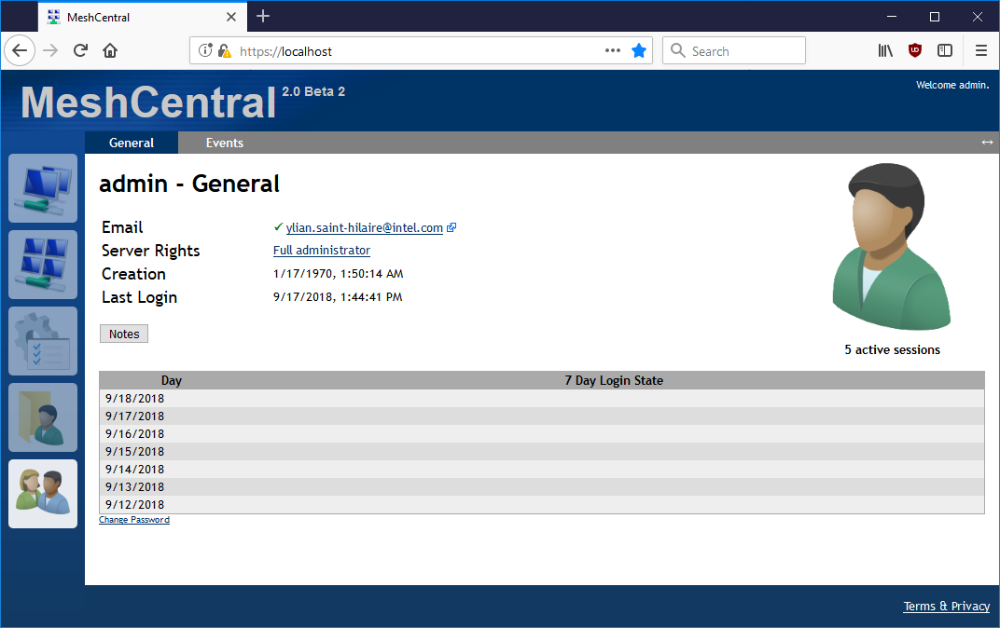 MeshCentral
https://localhost
Search
MeshCentral 2.0 Beta 2
Welcome admin.
General Events
admin - General
Email ✓ ylian.saint-hilaire@intel.com
Server Rights Full administrator
Creation 1/17/1970, 1:50:14 AM
Last Login 9/17/2018, 1:44:41 PM
Notes
5 active sessions
Day 7 Day Login State
9/18/2018
9/17/2018
9/16/2018
9/15/2018
9/14/2018
9/13/2018
9/12/2018
Change Password
Terms & Privacy